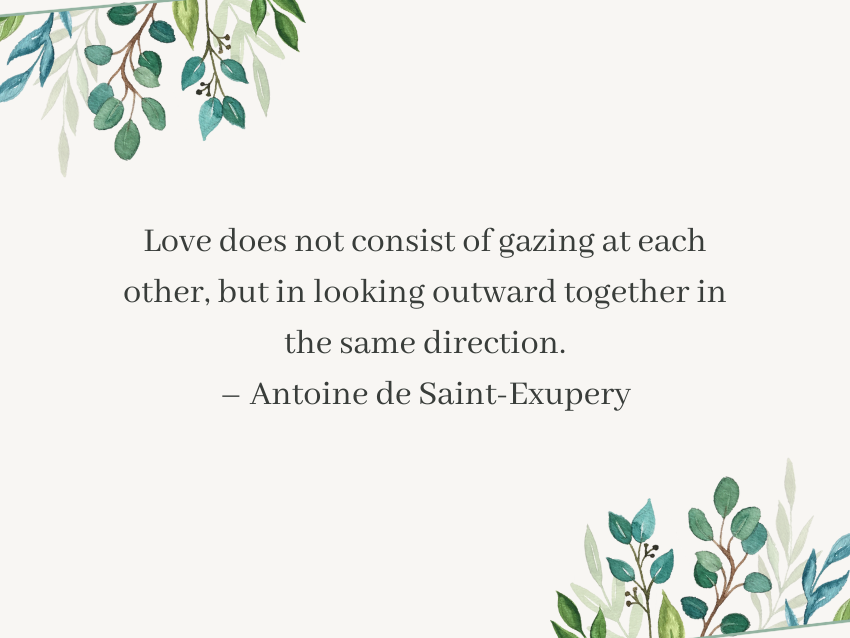 Love does not consist of gazing at each
other, but in looking outward together in
the same direction.
– Antoine de Saint-Exupery